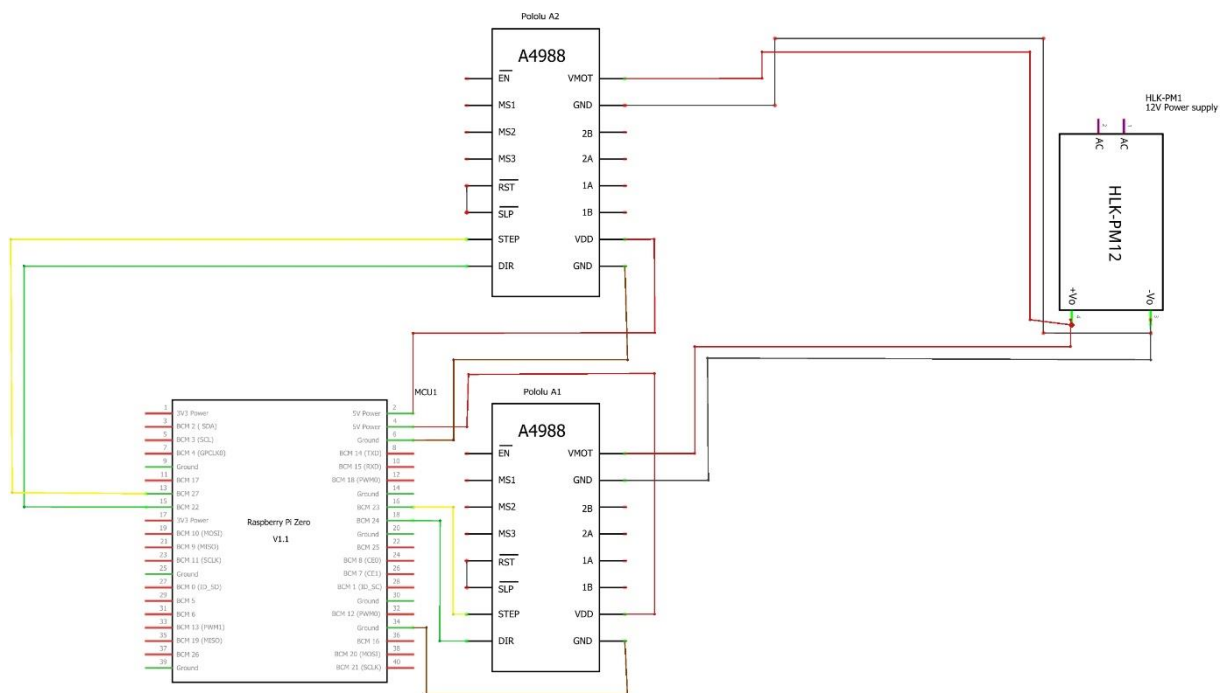 Pololu A2
A4988
EN
MS1
MS2
MS3
RST
SLP
STEP
DIR
VMOT
GND
2B
2A
1A
1B
VDD
GND
HLK-PM1
12V Power supply
2
1
AC
AC
HLK-PM12
+Vo
-Vo
4
3
MCU1
Raspberry Pi Zero
V1.1
1 3V3 Power
3 BCM 2 ( SDA)
5 BCM 3 (SCL)
7 BCM 4 (GPCLK0)
9 Ground
11 BCM 17
13 BCM 27
15 BCM 22
17 3V3 Power
19 BCM 10 (MOSI)
21 BCM 9 (MISO)
23 BCM 11 (SCLK)
25 Ground
27 BCM 0 (ID_SD)
29 BCM 5
31 BCM 6
33 BCM 13 (PWM1)
35 BCM 19 (MISO)
37 BCM 26
39 Ground
5V Power 2
5V Power 4
Ground 6
BCM 14 (TXD) 8
BCM 15 (RXD) 10
BCM 18 (PWM0) 12
Ground 14
BCM 23 16
BCM 24 18
Ground 20
BCM 25 22
BCM 8 (CE0) 24
BCM 7 (CE1) 26
BCM 1 (ID_SC) 28
Ground 30
BCM 12 (PWM0) 32
Ground 34
BCM 16 36
BCM 20 (MOSI) 38
BCM 21 (SCLK) 40
Pololu A1
A4988
EN
MS1
MS2
MS3
RST
SLP
STEP
DIR
VMOT
GND
2B
2A
1A
1B
VDD
GND